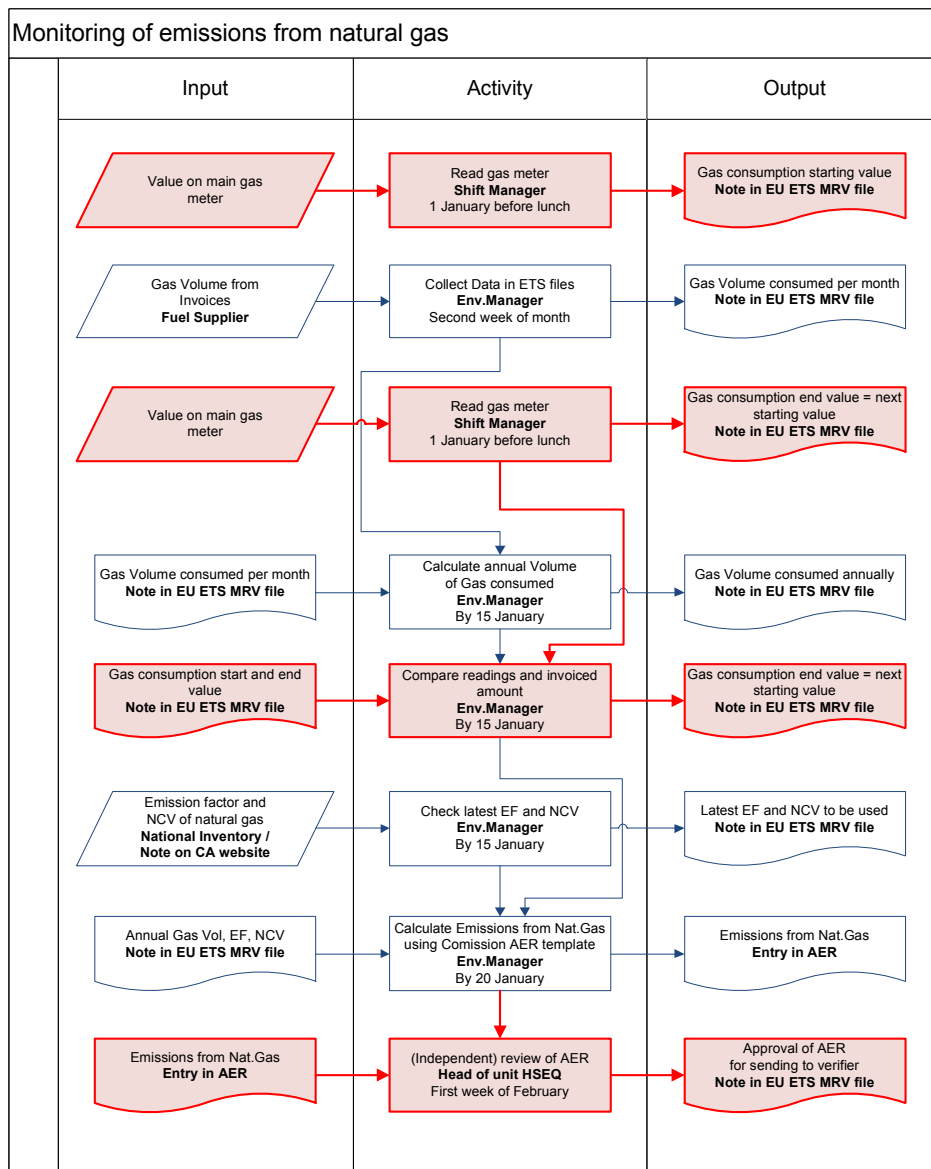 Monitoring of emissions from natural gas
Input
Activity
Output
Value on main gas
meter
Read gas meter
Shift Manager
1 January before lunch
Gas consumption starting value
Note in EU ETS MRV file
Gas Volume from
Invoices
Fuel Supplier
Collect Data in ETS files
Env.Manager
Second week of month
Gas Volume consumed per month
Note in EU ETS MRV file
Value on main gas
meter
Read gas meter
Shift Manager
1 January before lunch
Gas consumption end value = next
starting value
Note in EU ETS MRV file
Gas Volume consumed per month
Note in EU ETS MRV file
Calculate annual Volume
of Gas consumed
Env.Manager
By 15 January
Gas Volume consumed annually
Note in EU ETS MRV file
Gas consumption start and end
value
Note in EU ETS MRV file
Compare readings and invoiced
amount
Env.Manager
By 15 January
Gas consumption end value = next
starting value
Note in EU ETS MRV file
Emission factor and
NCV of natural gas
National Inventory /
Note on CA website
Check latest EF and NCV
Env.Manager
By 15 January
Latest EF and NCV to be used
Note in EU ETS MRV file
Annual Gas Vol, EF, NCV
Note in EU ETS MRV file
Calculate Emissions from Nat.Gas
using Comission AER template
Env.Manager
By 20 January
Emissions from Nat.Gas
Entry in AER
Emissions from Nat.Gas
Entry in AER
(Independent) review of AER
Head of unit HSEQ
First week of February
Approval of AER
for sending to verifier
Note in EU ETS MRV file